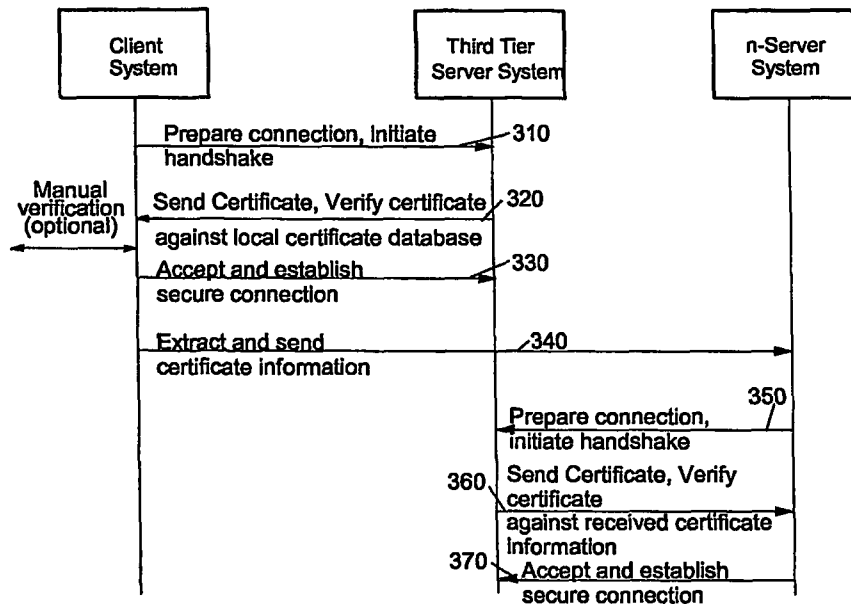 Client
System
Third Tier
Server System
n-Server
System
Prepare connection, Initiate
handshake
310
Manual
verification
(optional)
Send Certificate, Verify certificate
320
against local certificate database
Accept and establish
secure connection
330
Extract and send
certificate information
340
350
Prepare connection,
initiate handshake
360
Send Certificate, Verify
certificate
against received certificate
information
370
Accept and establish
secure connection